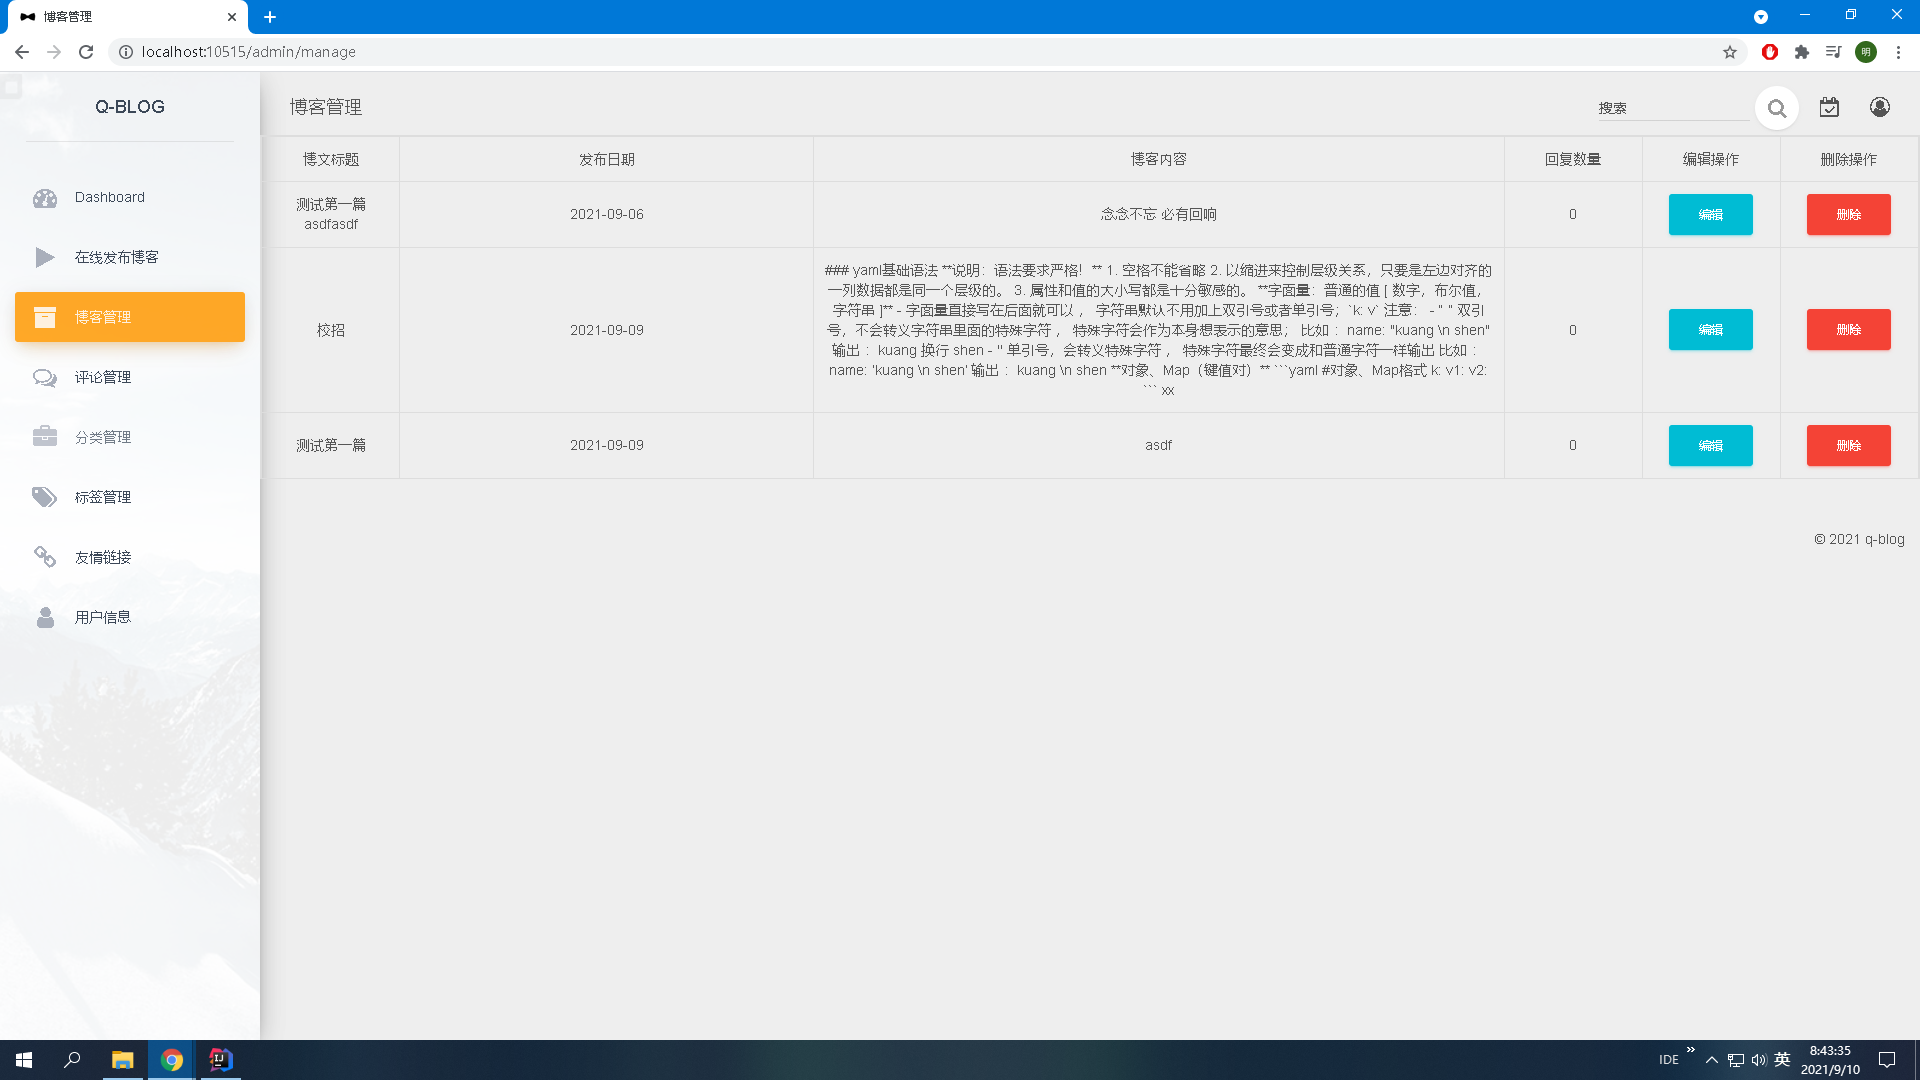 博客管理
localhost:10515/admin/manage
明
Q-BLOG
Dashboard
在线发布博客
博客管理
评论管理
分类管理
标签管理
友情链接
用户信息
博客管理
搜索
博文标题 发布日期 博客内容 回复数量 编辑操作 删除操作
测试第一篇
asdfasdf
2021-09-06 念念不忘 必有回响 0 编辑 删除
校招 2021-09-09
### yaml基础语法 **说明：语法要求严格！** 1. 空格不能省略 2. 以缩进来控制层级关系，只要是左边对齐的
一列数据都是同一个层级的。 3. 属性和值的大小写都是十分敏感的。 **字面量：普通的值 [ 数字，布尔值，
字符串 ]** - 字面量直接写在后面就可以 ， 字符串默认不用加上双引号或者单引号；`k: v` 注意： - " " 双引
号，不会转义字符串里面的特殊字符 ， 特殊字符会作为本身想表示的意思； 比如 ：name: "kuang \n shen"
输出 ：kuang 换行 shen - '' 单引号，会转义特殊字符 ， 特殊字符最终会变成和普通字符一样输出 比如 ：
name: 'kuang \n shen' 输出 ：kuang \n shen **对象、Map（键值对）** ```yaml #对象、Map格式 k: v1: v2:
``` xx
0 编辑 删除
测试第一篇 2021-09-09 asdf 0 编辑 删除
© 2021 q-blog
IDE
英
8:43:35
2021/9/10